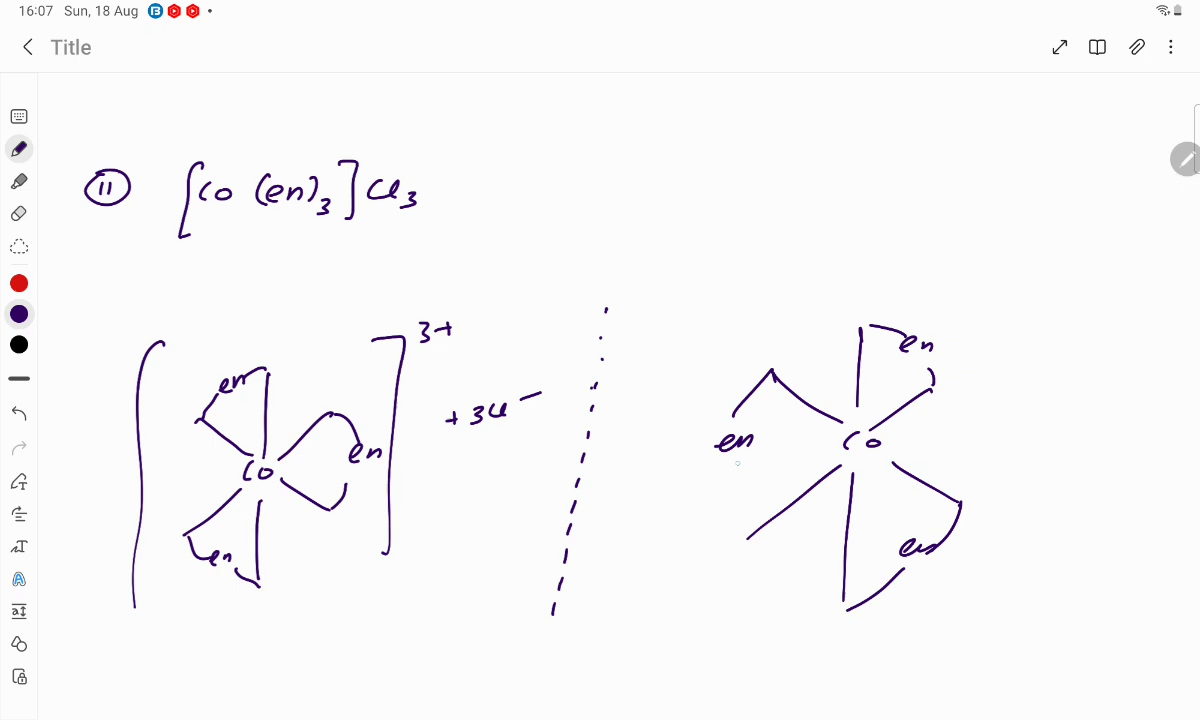 16:07 Sun, 18 Aug
Title
11 [Co (en)3]Cl3
3+
en
en
Co
en
+ 3Cl −
en
en
Co
en